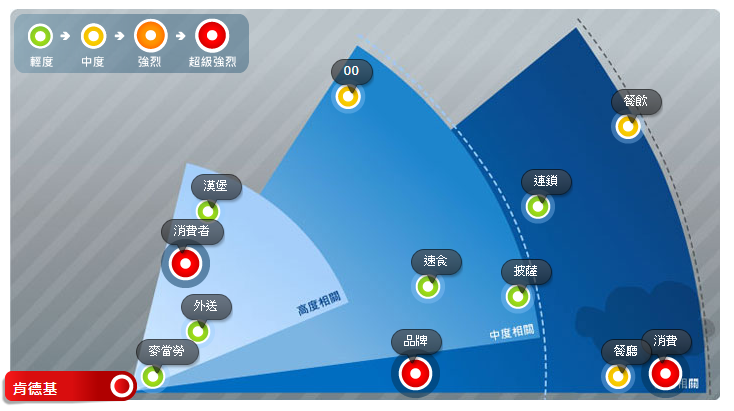 輕度
中度
強烈
超級強烈
00
餐飲
漢堡
連鎖
消費者
速食
披薩
高度相關
外送
中度相關
麥當勞
品牌
餐廳
消費
肯德基
相關